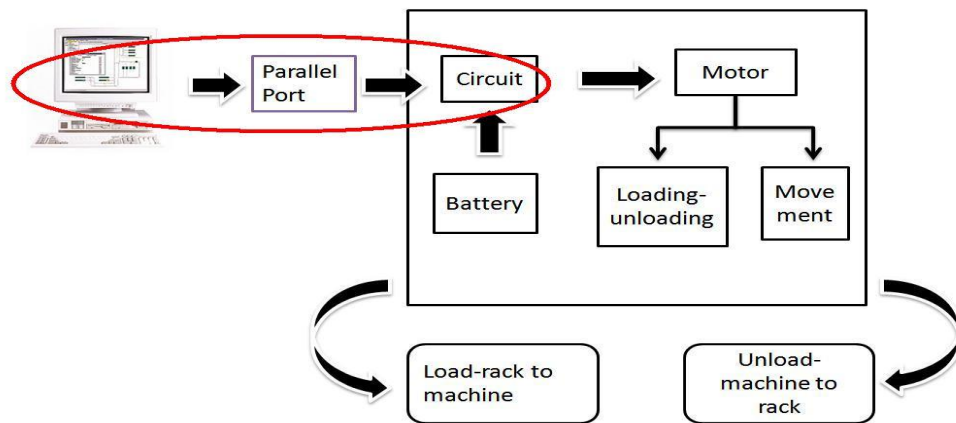 Parallel
Port
Circuit
Motor
Battery
Loading-
unloading
Move
ment
Load-rack to
machine
Unload-
machine to
rack